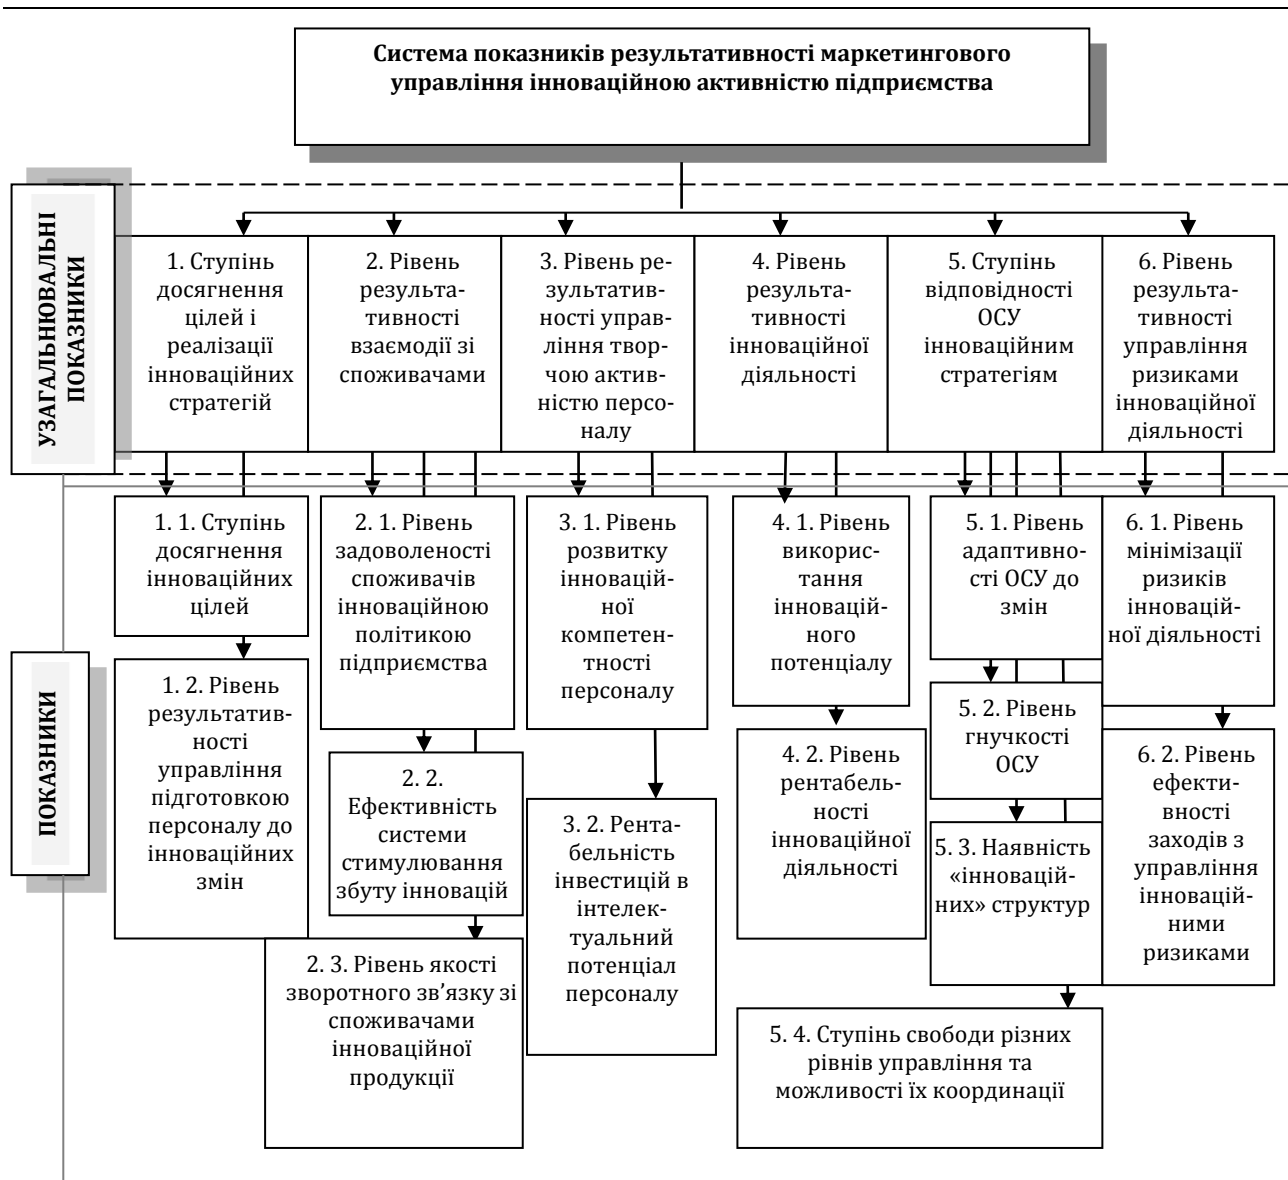 Система показників результативності маркетингового
управління інноваційною активністю підприємства
УЗАГАЛЬНЮВАЛЬНІ
ПОКАЗНИКИ
1. Ступінь
досягнення
цілей і
реалізації
інноваційних
стратегій
2. Рівень
результа-
тивності
взаємодії зі
споживачами
3. Рівень ре-
зультатив-
ності управ-
ління твор-
чою актив-
ністю персо-
налу
4. Рівень
результа-
тивності
інноваційної
діяльності
5. Ступінь
відповідності
ОСУ
інноваційним
стратегіям
6. Рівень
результа-
тивності
управління
ризиками
інноваційної
діяльності
ПОКАЗНИКИ
1. 1. Ступінь
досягнення
інноваційних
цілей
1. 2. Рівень
результатив-
ності
управління
підготовкою
персоналу до
інноваційних
змін
2. 1. Рівень
задоволеності
споживачів
інноваційною
політикою
підприємства
2. 2.
Ефективність
системи
стимулювання
збуту інновацій
2. 3. Рівень якості
зворотного зв’язку зі
споживачами
інноваційної
продукції
3. 1. Рівень
розвитку
інновацій-
ної
компетен-
тності
персоналу
3. 2. Рента-
бельність
інвестицій в
інтелек-
туальний
потенціал
персоналу
4. 1. Рівень
викорис-
тання
інновацій-
ного
потенціалу
4. 2. Рівень
рентабель-
ності
інноваційної
діяльності
5. 1. Рівень
адаптивно-
сті ОСУ до
змін
5. 2. Рівень
гнучкості
ОСУ
5. 3. Наявність
«інновацій-
них» структур
5. 4. Ступінь свободи різних
рівнів управління та
можливості їх координації
6. 1. Рівень
мінімізації
ризиків
інновацій-
ної діяльності
6. 2. Рівень
ефекти-
вності
заходів з
управління
інновацій-
ними
ризиками